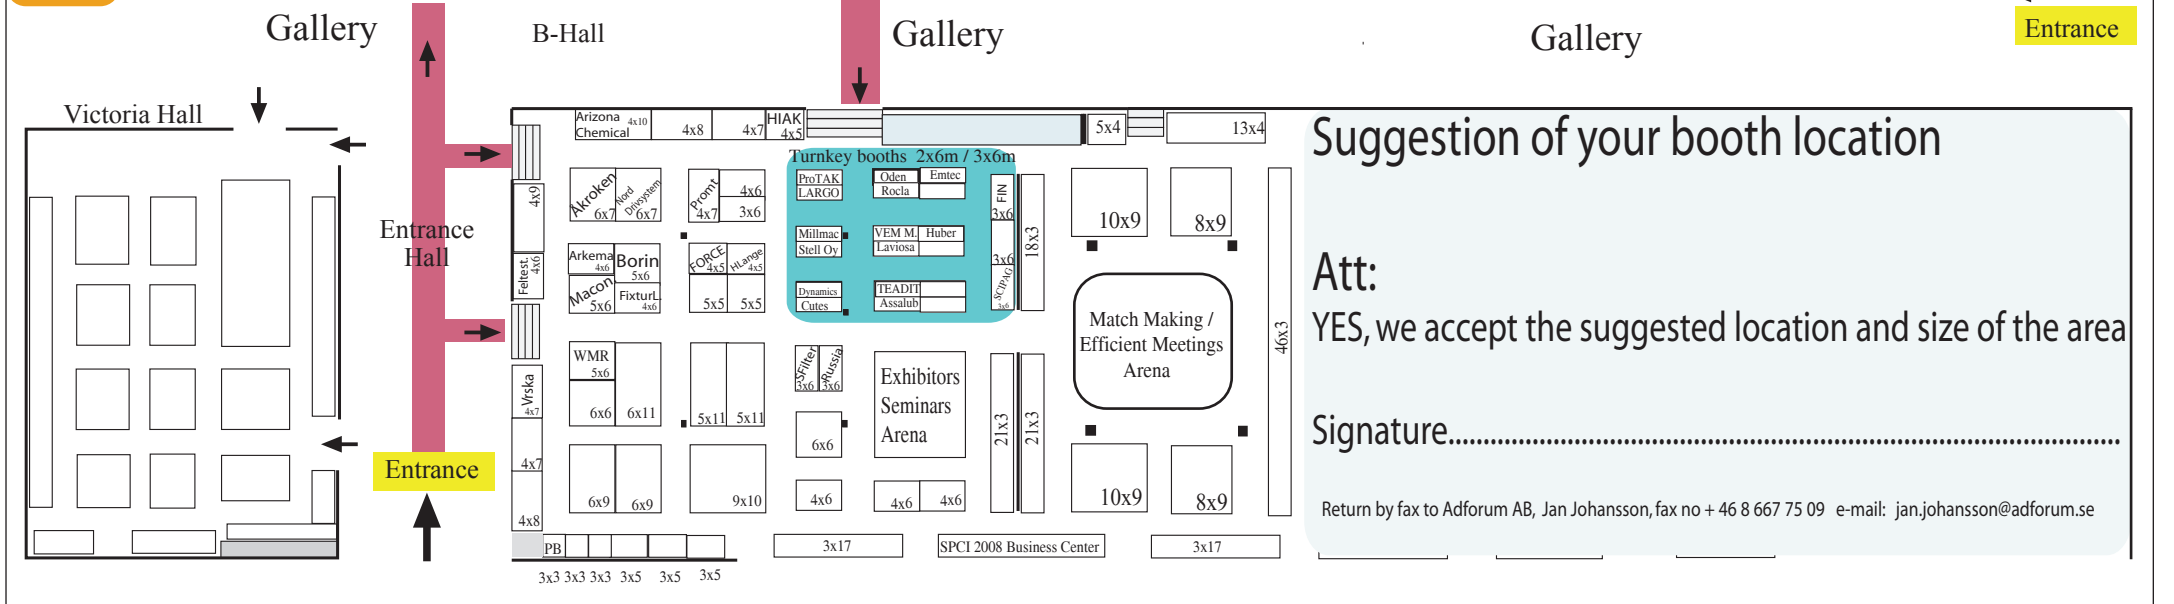 Gallery
B-Hall
Gallery
Gallery
Entrance
Victoria Hall
Arizona
Chemical
4x10
4x8
4x7
HIAK
4x5
5x4
13x4
Turnkey booths 2x6m / 3x6m
Åkroken
6x7
Nord
Drivsystem
6x7
Promt
4x7
4x6
3x6
ProTAK
LARGO
Oden
Emtec
Rocla
FIN
3x6
18x3
10x9
8x9
4x9
Entrance
Hall
Feltest.
4x6
Arkema
4x6
Borin
5x6
Macon
5x6
FixturL.
4x6
FORCE
4x5
HLange
4x5
5x5
5x5
Millmac
Stell Oy
VEM M.
Huber
Laviosa
3x6
SCIPAG
3x6
Dynamics
Cutes
TEADIT
Assalub
Match Making /
Efficient Meetings
Arena
46x3
WMR
5x6
6x6
6x11
5x11
5x11
SFilter
3x6
Russia
3x6
Exhibitors
Seminars
Arena
21x3
21x3
Vrska
4x7
4x7
4x8
6x6
6x9
6x9
9x10
4x6
4x6
4x6
10x9
8x9
Entrance
PB
3x3
3x3
3x3
3x5
3x5
3x5
3x17
SPCI 2008 Business Center
3x17
Suggestion of your booth location
Att:
YES, we accept the suggested location and size of the area
Signature..................................................................................................
Return by fax to Adforum AB, Jan Johansson, fax no + 46 8 667 75 09 e-mail: jan.johansson@adforum.se